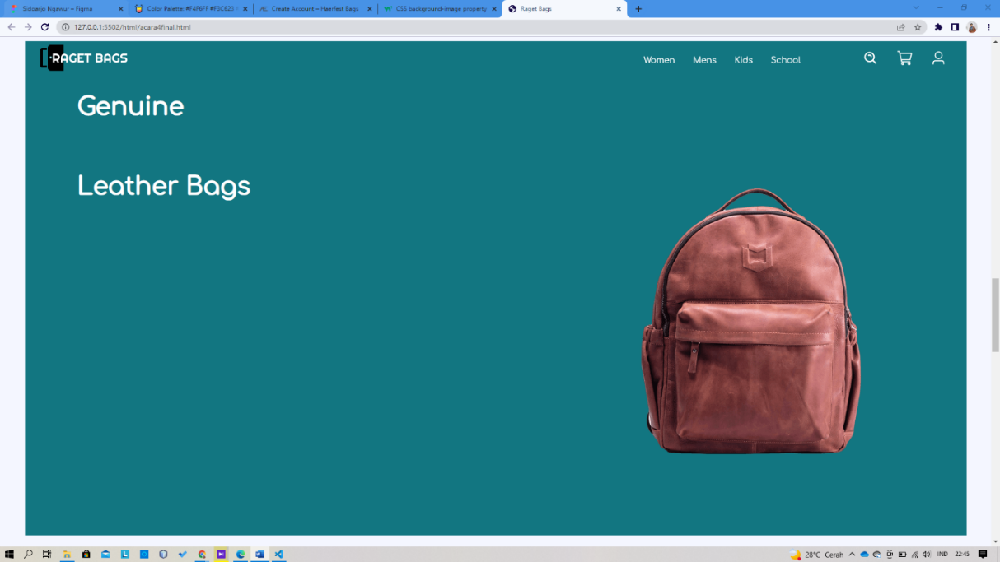 Sidoarjo Ngawur – Figma
Color Palette: #F4F6FF #F3C623
Create Account – Haerfest Bags
CSS background-image property
Raget Bags
127.0.0.1:5502/html/acara4final.html
RAGET BAGS
Women Mens Kids School
Genuine
Leather Bags
28°C Cerah IND 22:45